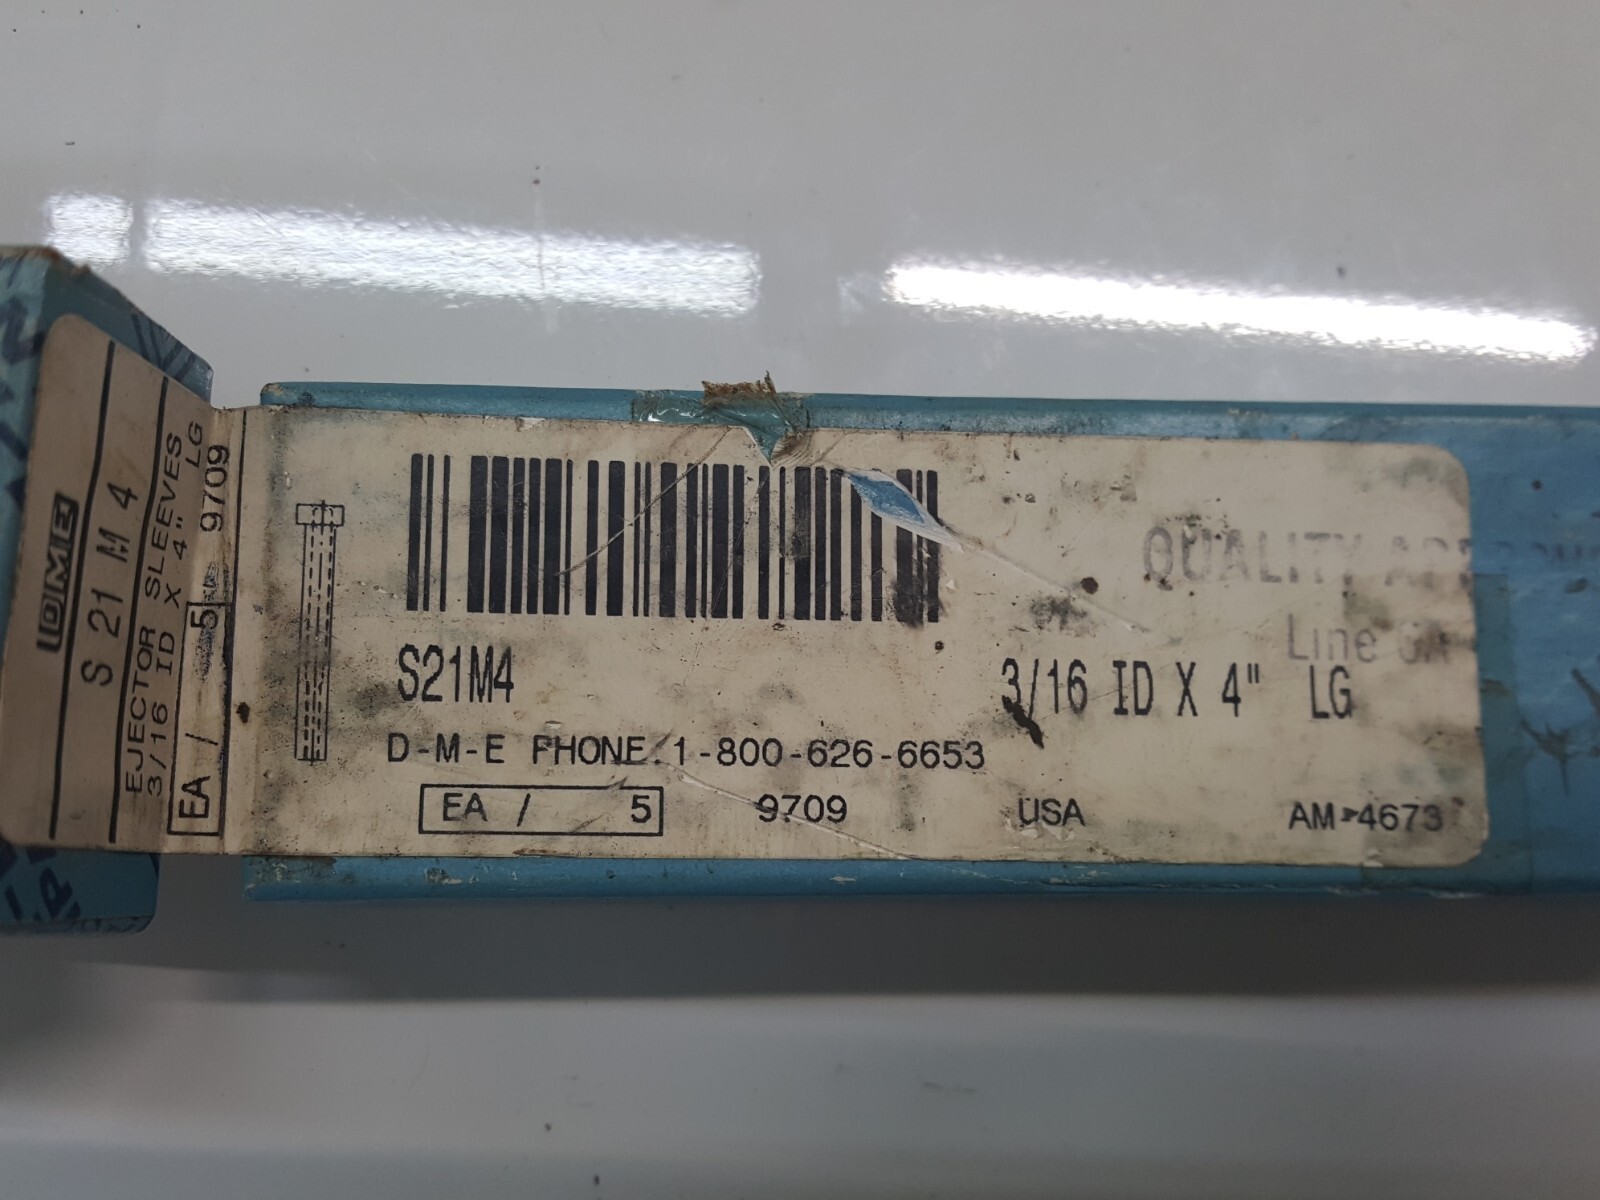 DME
S 21 M 4
EJECTOR SLEEVES
3/16 ID X 4" LG
EA / 5 9709
QUALITY
Line
S21M4 3/16 ID X 4" LG
D-M-E PHONE: 1-800-626-6653
EA / 5 9709 USA AM-4673